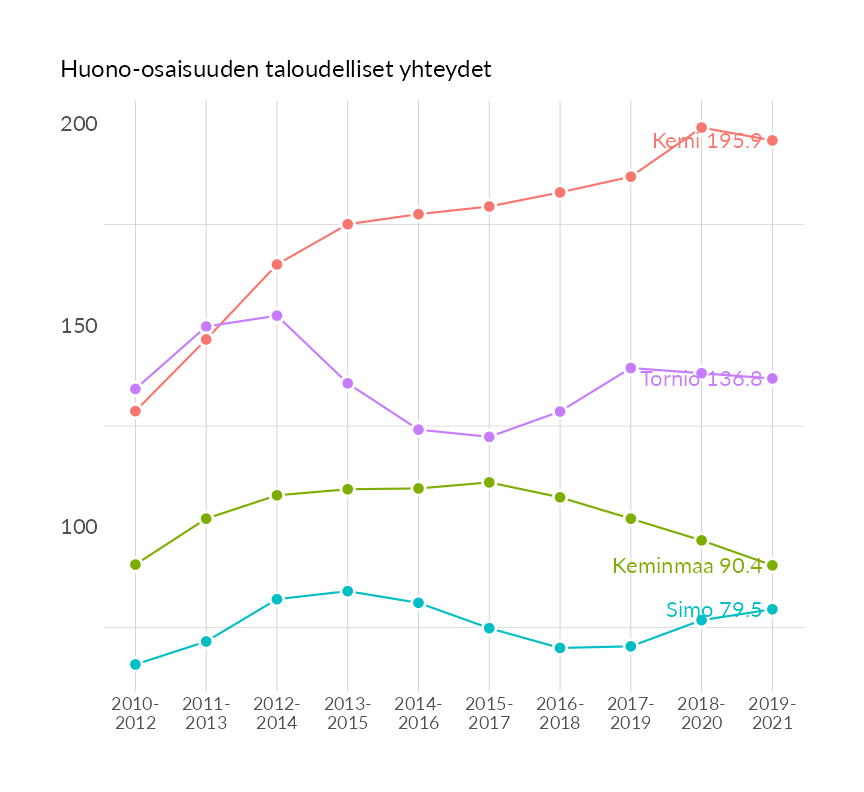 Huono-osaisuuden taloudelliset yhteydet
200
Kemi 195.9
150
Tornio 136.8
100
Keminmaa 90.4
Simo 79.5
2010- 2011- 2012- 2013- 2014- 2015- 2016- 2017- 2018- 2019-
2012 2013 2014 2015 2016 2017 2018 2019 2020 2021